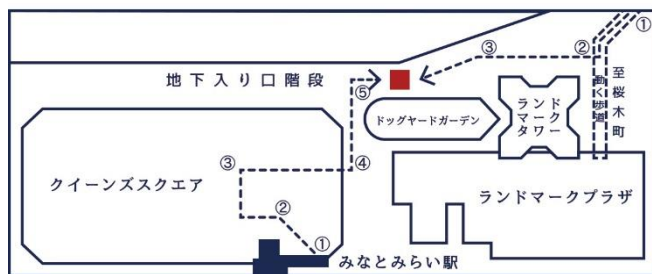 ①
②
③
至桜木町
動く歩道
地下入り口階段
⑤
ランド
マーク
タワー
ドッグヤードガーデン
③
④
クイーンズスクエア
ランドマークプラザ
②
①
みなとみらい駅